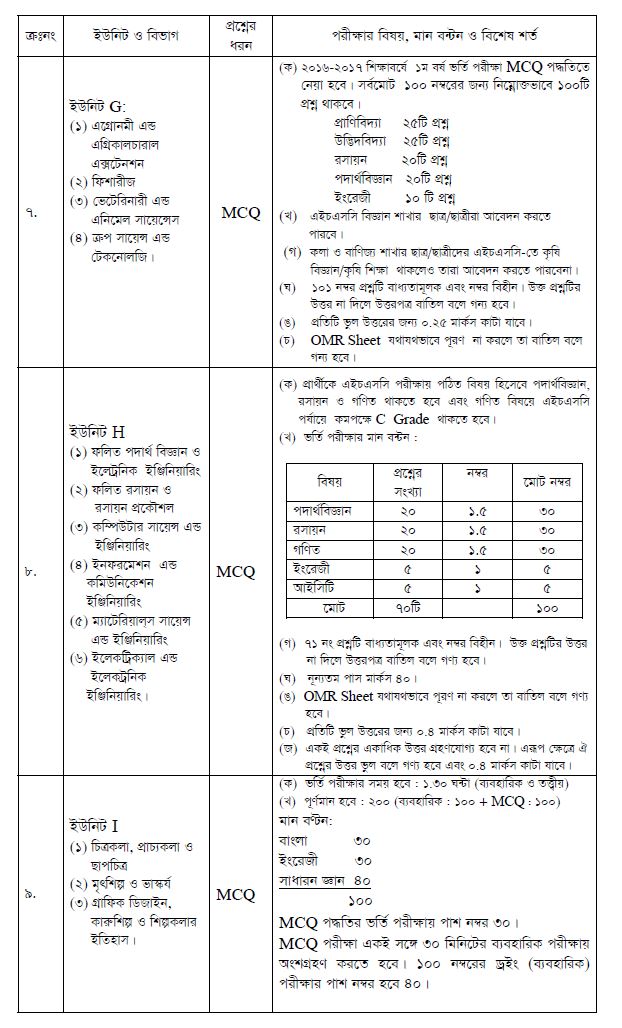 ক্রঃনং ইউনিট ও বিভাগ প্রশ্নের ধরন পরীক্ষার বিষয়, মান বন্টন ও বিশেষ শর্ত
৭.
ইউনিট G:
(১) এগ্রোনমী এন্ড
এগ্রিকালচারাল
এক্সটেনশন
(২) ফিশারীজ
(৩) ভেটেরিনারী এন্ড
এনিমেল সায়েন্সেস
(৪) ক্রপ সায়েন্স এন্ড
টেকনোলজি।
MCQ
(ক) ২০১৬-২০১৭ শিক্ষাবর্ষে ১ম বর্ষ ভর্তি পরীক্ষা MCQ পদ্ধতিতে
নেয়া হবে। সর্বমোট ১০০ নম্বরের জন্য নিম্নোক্তভাবে ১০০টি
প্রশ্ন থাকবে।
প্রাণিবিদ্যা ২৫টি প্রশ্ন
উদ্ভিদবিদ্যা ২৫টি প্রশ্ন
রসায়ন ২০টি প্রশ্ন
পদার্থবিজ্ঞান ২০টি প্রশ্ন
ইংরেজী ১০ টি প্রশ্ন
(খ) এইচএসসি বিজ্ঞান শাখার ছাত্র/ছাত্রীরা আবেদন করতে
পারবে।
(গ) কলা ও বাণিজ্য শাখার ছাত্র/ছাত্রীদের এইচএসসি-তে কৃষি
বিজ্ঞান/কৃষি শিক্ষা থাকলেও তারা আবেদন করতে পারবেনা।
(ঘ) ১০১ নম্বর প্রশ্নটি বাধ্যতামূলক এবং নম্বর বিহীন। উক্ত প্রশ্নটির
উত্তর না দিলে উত্তরপত্র বাতিল বলে গন্য হবে।
(ঙ) প্রতিটি ভুল উত্তরের জন্য ০.২৫ মার্কস কাটা যাবে।
(চ) OMR Sheet যথাযথভাবে পূরণ না করলে তা বাতিল বলে
গন্য হবে।
৮.
ইউনিট H
(১) ফলিত পদার্থ বিজ্ঞান ও
ইলেট্রনিক ইঞ্জিনিয়ারিং
(২) ফলিত রসায়ন ও
রসায়ন প্রকৌশল
(৩) কম্পিউটার সায়েন্স এন্ড
ইঞ্জিনিয়ারিং
(৪) ইনফরমেশন এন্ড
কমিউনিকেশন
ইঞ্জিনিয়ারিং
(৫) ম্যাটেরিয়াল্স সায়েন্স
এন্ড ইঞ্জিনিয়ারিং
(৬) ইলেকট্রিক্যাল এন্ড
ইলেকট্রনিক
ইঞ্জিনিয়ারিং।
MCQ
(ক) প্রার্থীকে এইচএসসি পরীক্ষায় পঠিত বিষয় হিসেবে পদার্থবিজ্ঞান,
রসায়ন ও গণিত থাকতে হবে এবং গণিত বিষয়ে এইচএসসি
পর্যায়ে কমপক্ষে C Grade থাকতে হবে।
(খ) ভর্তি পরীক্ষার মান বন্টন :
বিষয় প্রশ্নের সংখ্যা নম্বর মোট নম্বর
পদার্থবিজ্ঞান ২০ ১.৫ ৩০
রসায়ন ২০ ১.৫ ৩০
গণিত ২০ ১.৫ ৩০
ইংরেজী ৫ ১ ৫
আইসিটি ৫ ১ ৫
মোট ৭০টি ১০০
(গ) ৭১ নং প্রশ্নটি বাধ্যতামূলক এবং নম্বর বিহীন। উক্ত প্রশ্নটির উত্তর
না দিলে উত্তরপত্র বাতিল বলে গণ্য হবে।
(ঘ) নূন্যতম পাস মার্কস ৪০।
(ঙ) OMR Sheet যথাযথভাবে পূরণ না করলে তা বাতিল বলে গণ্য
হবে।
(চ) প্রতিটি ভুল উত্তরের জন্য ০.৪ মার্কস কাটা যাবে।
(জ) একই প্রশ্নের একাধিক উত্তর গ্রহণযোগ্য হবে না। এরূপ ক্ষেত্রে ঐ
প্রশ্নের উত্তর ভুল বলে গণ্য হবে এবং ০.৪ মার্কস কাটা যাবে।
৯.
ইউনিট I
(১) চিত্রকলা, প্রাচ্যকলা ও
ছাপচিত্র
(২) মৃৎশিল্প ও ভাস্কর্য
(৩) গ্রাফিক ডিজাইন,
কারুশিল্প ও শিল্পকলার
ইতিহাস।
MCQ
(ক) ভর্তি পরীক্ষার সময় হবে : ১.৩০ ঘন্টা (ব্যবহারিক ও তত্ত্বীয়)
(খ) পূর্ণমান হবে : ২০০ (ব্যবহারিক : ১০০ + MCQ : ১০০)
মান বণ্টন:
বাংলা ৩০
ইংরেজী ৩০
সাধারন জ্ঞান ৪০
১০০
MCQ পদ্ধতির ভর্তি পরীক্ষায় পাশ নম্বর ৩০।
MCQ পরীক্ষা একই সঙ্গে ৩০ মিনিটের ব্যবহারিক পরীক্ষায়
অংশগ্রহণ করতে হবে। ১০০ নম্বরের ড্রইং (ব্যবহারিক)
পরীক্ষার পাশ নম্বর হবে ৪০।